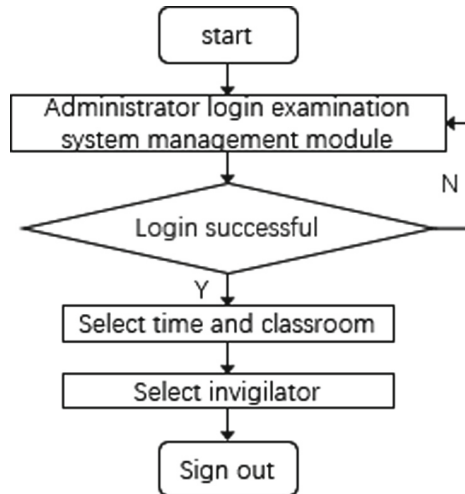 start
Administrator login examination
system management module
N
Login successful
Y
Select time and classroom
Select invigilator
Sign out